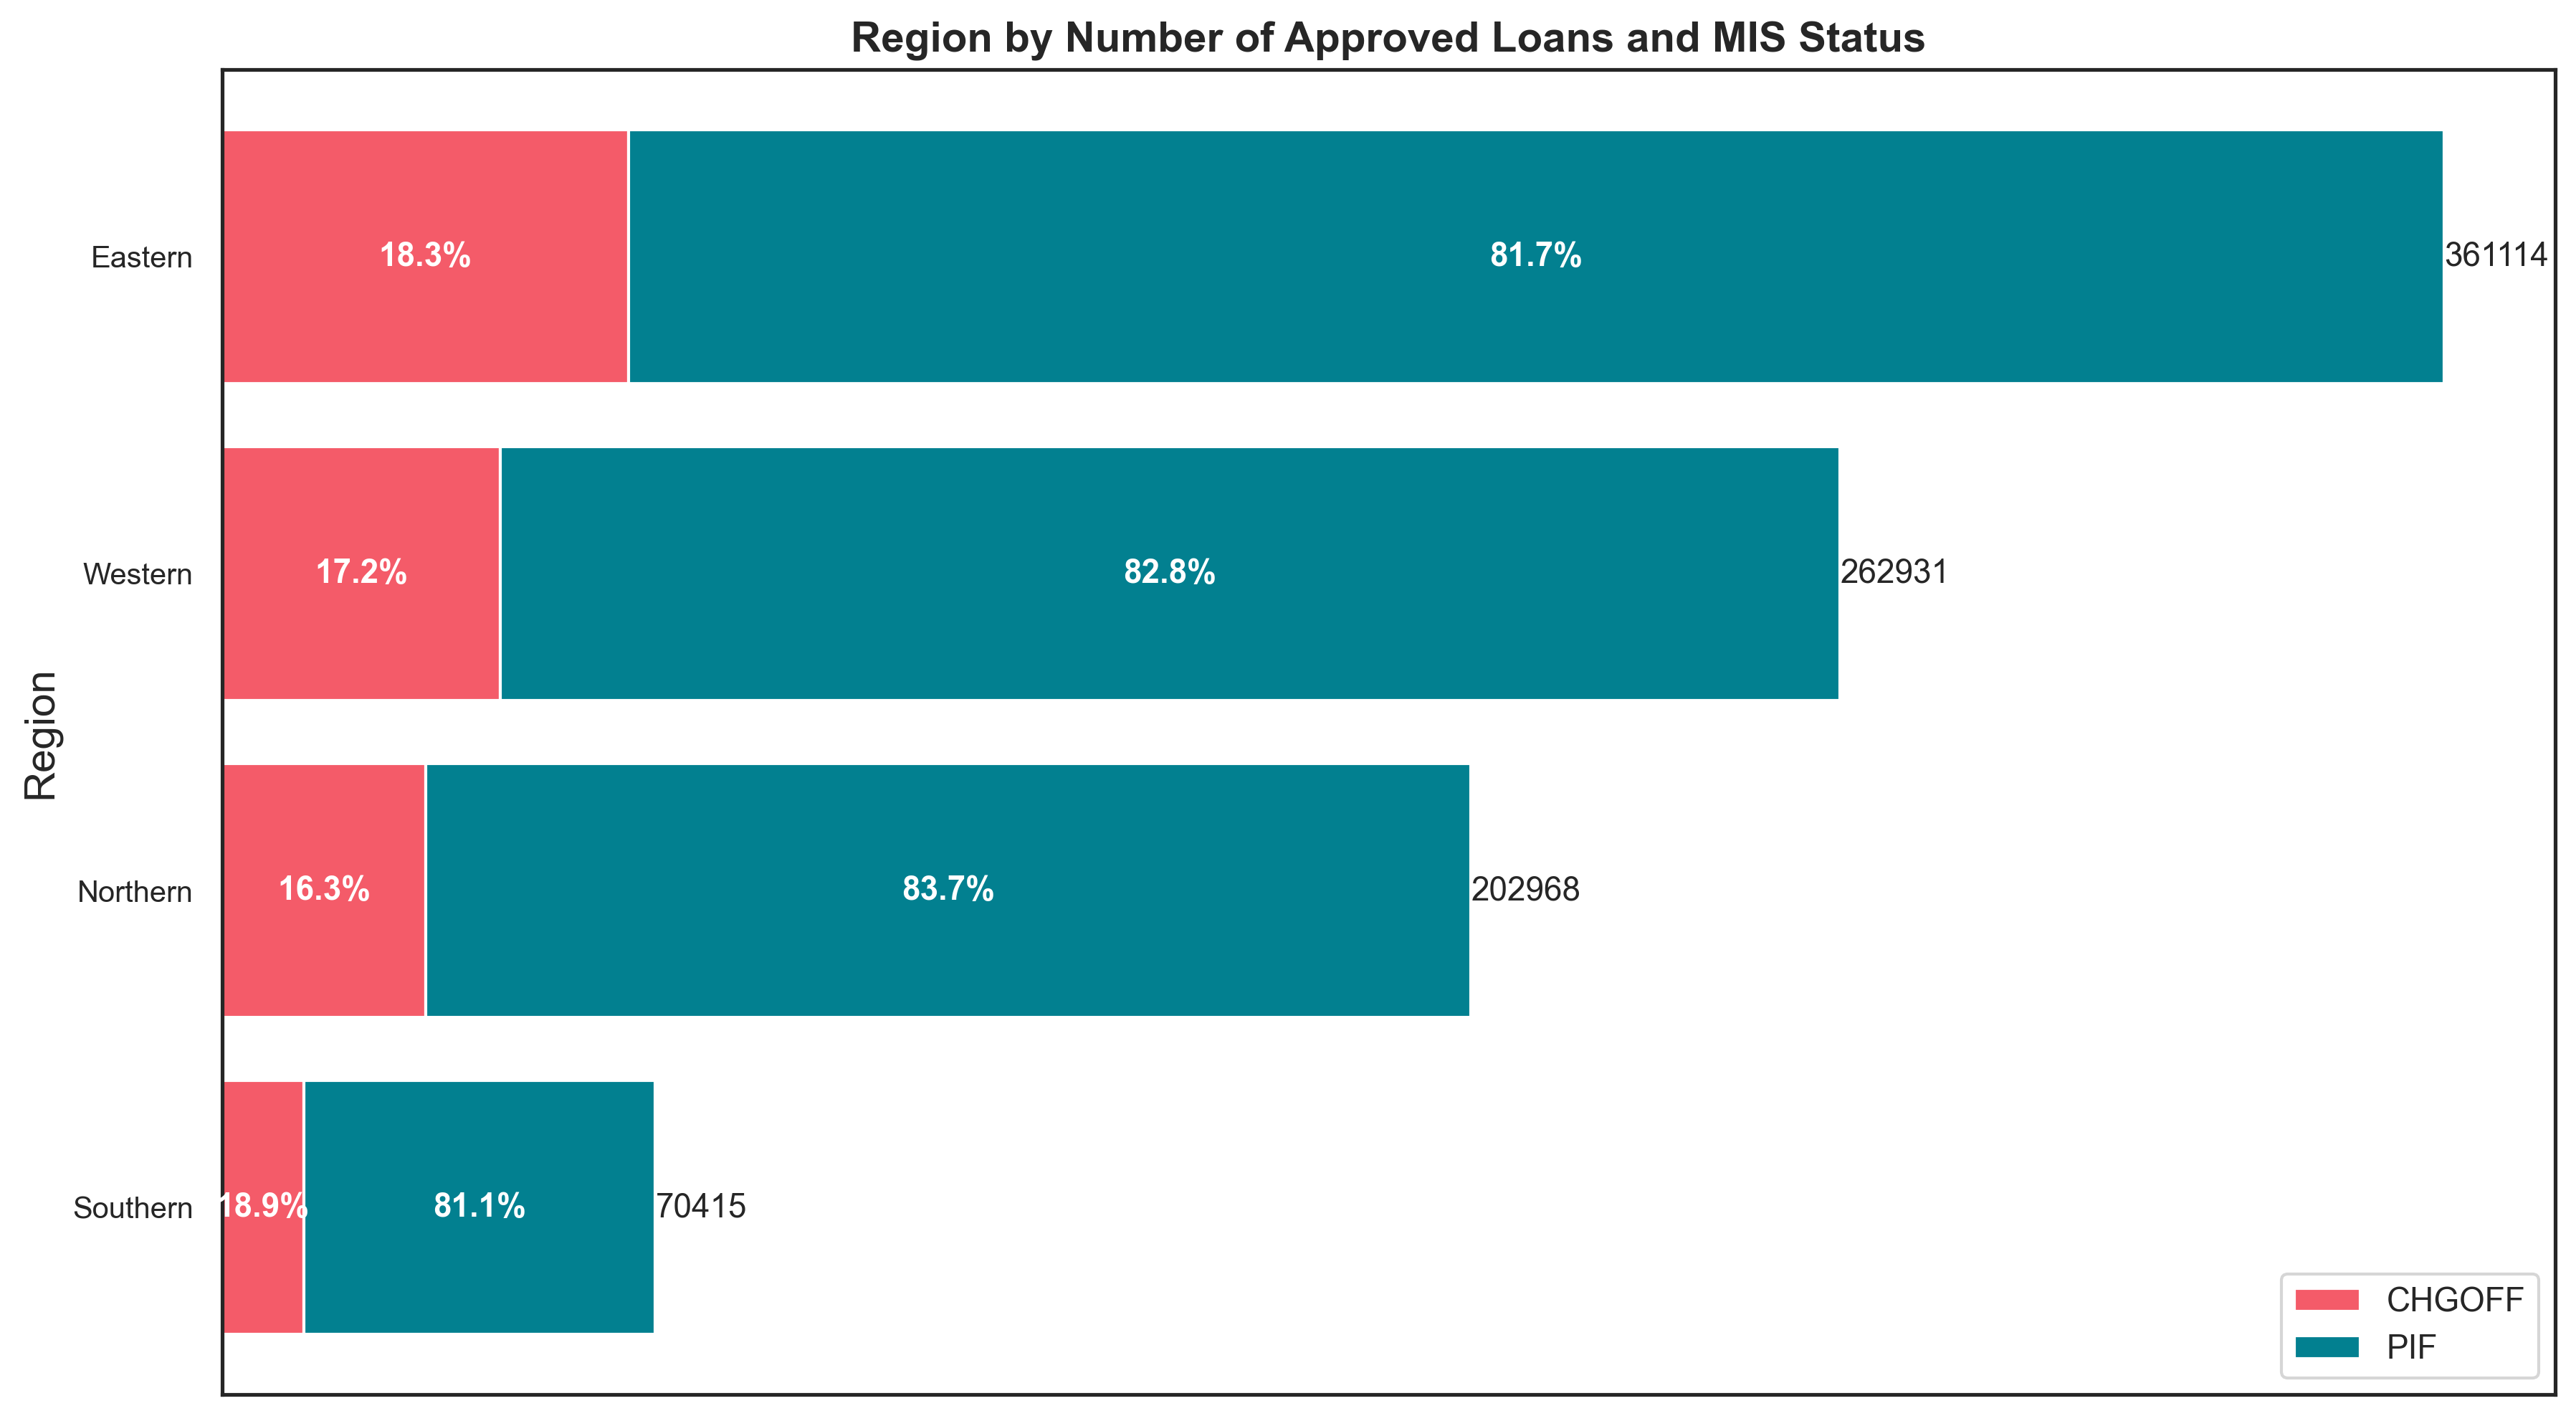 Region by Number of Approved Loans and MIS Status
Region
Eastern
18.3%
81.7%
361114
Western
17.2%
82.8%
262931
Northern
16.3%
83.7%
202968
Southern
18.9%
81.1%
70415
CHGOFF
PIF